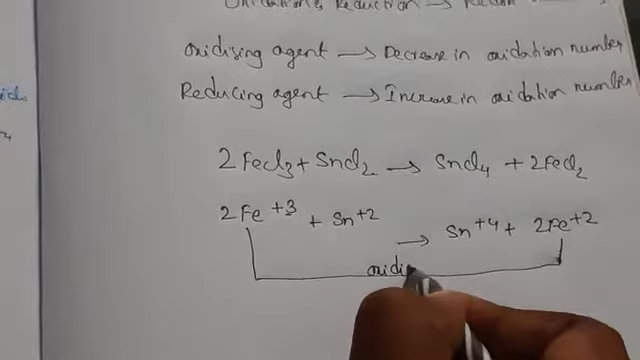 Reduction →
oxidising agent → Decrease in oxidation number
Reducing agent → Increase in oxidation number
2FeCl3 + SnCl2 → SnCl4 + 2FeCl2
2Fe+3 + Sn+2 → Sn+4 + 2Fe+2
oxidi